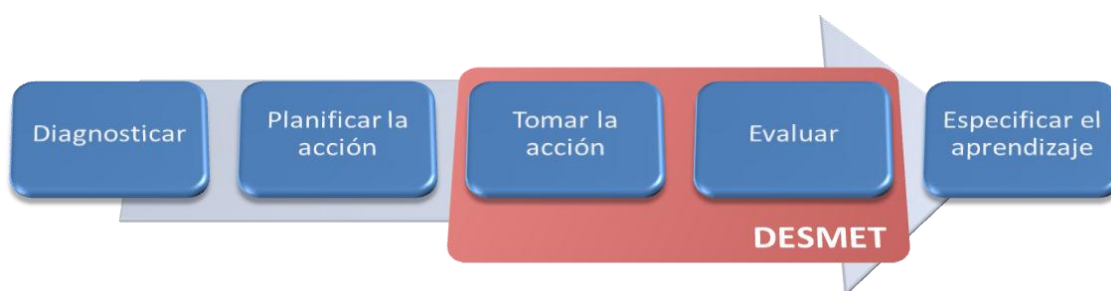 Diagnosticar
Planificar la
acción
Tomar la
acción
Evaluar
Especificar el
aprendizaje
DESMET